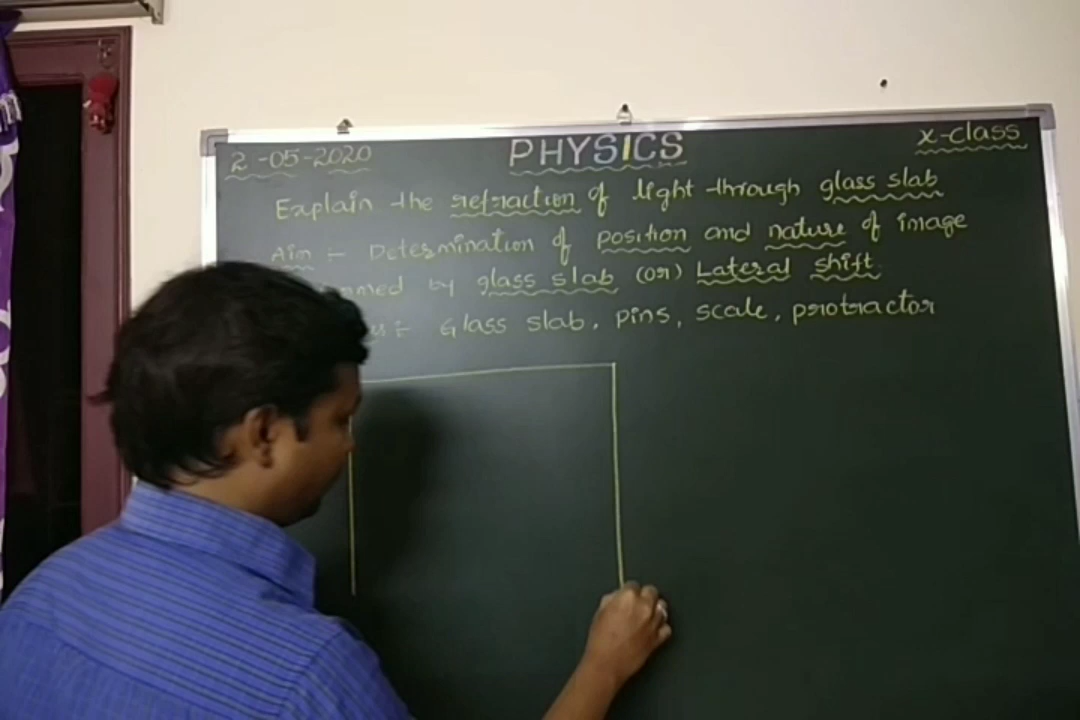 2-05-2020
PHYSICS
X-class
Explain the refraction of light through glass slab
Aim :- Determination of position and nature of image
by glass slab (or) Lateral shift.
:- Glass slab, pins, scale, protractor